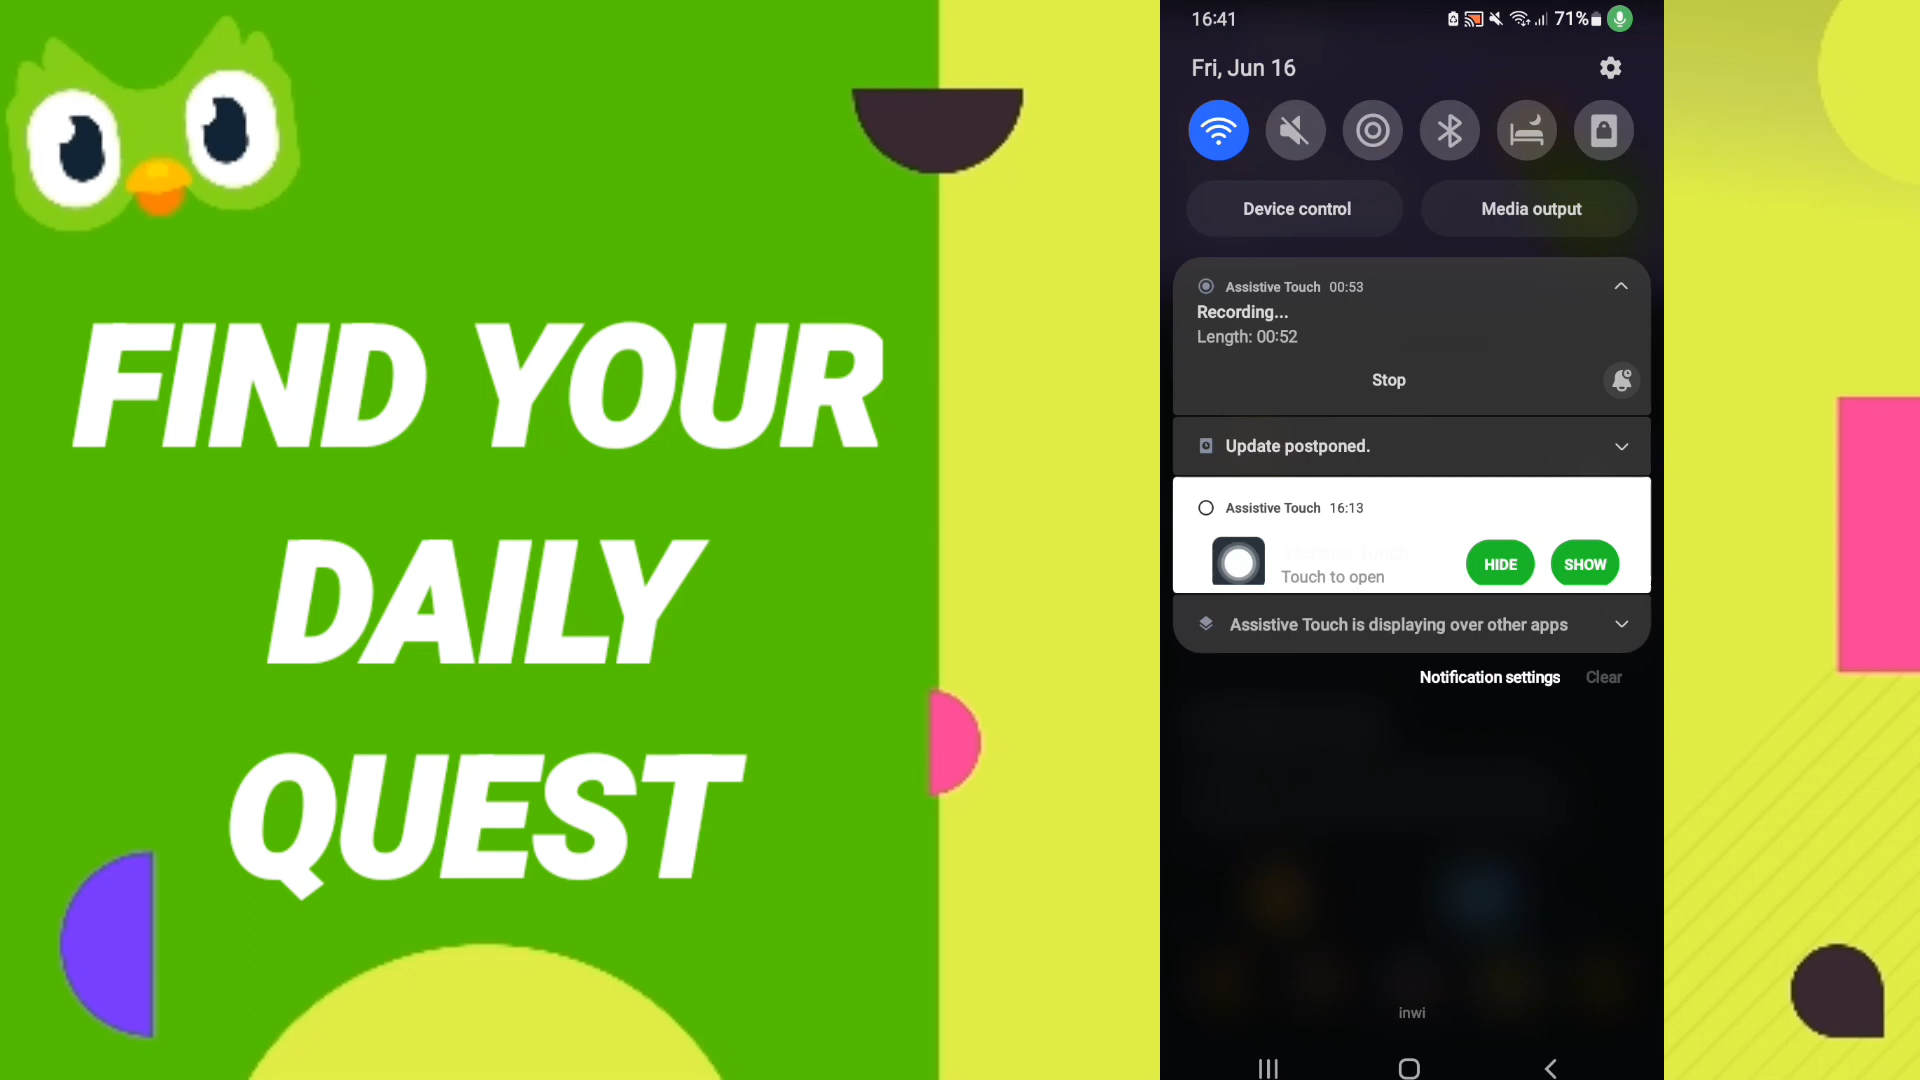 FIND YOUR
DAILY
QUEST
16:41
71%
Fri, Jun 16
Device control
Media output
Assistive Touch 00:53
Recording...
Length: 00:52
Stop
Update postponed.
Assistive Touch 16:13
Touch to open
HIDE
SHOW
Assistive Touch is displaying over other apps
Notification settings
Clear
inwi